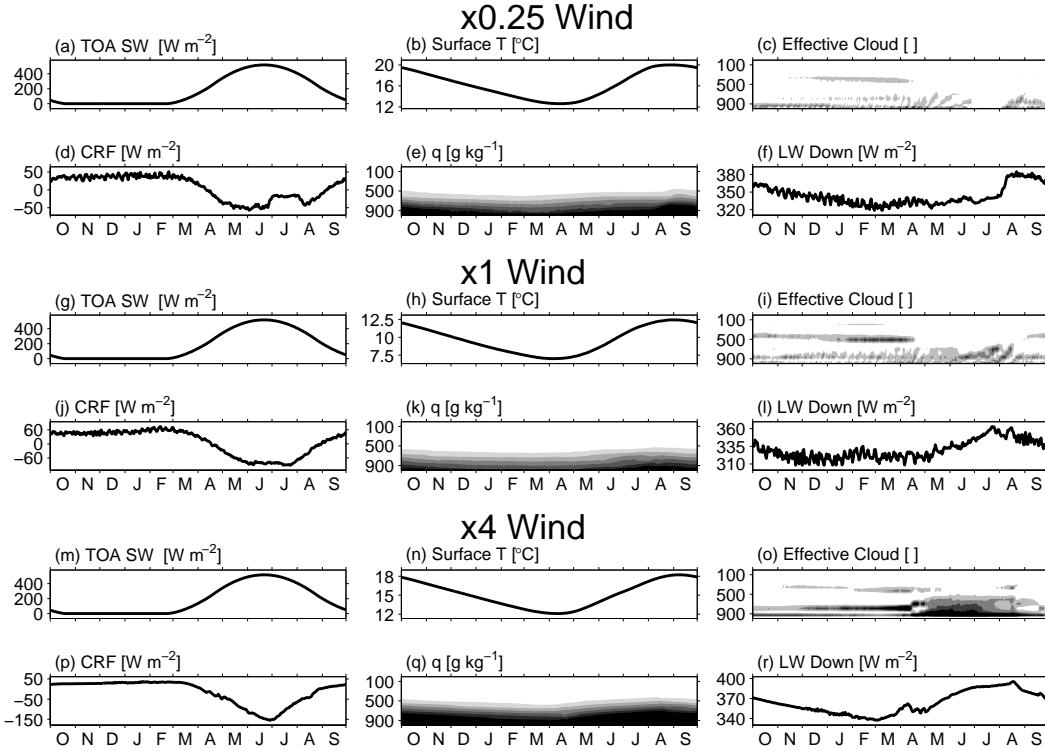 x0.25 Wind
(a) TOA SW [W m−2]
(b) Surface T [°C]
(c) Effective Cloud [ ]
400
200
0
20
16
12
100
500
900
(d) CRF [W m−2]
(e) q [g kg−1]
(f) LW Down [W m−2]
50
0
−50
100
500
900
380
350
320
O N D J F M A M J J A S
O N D J F M A M J J A S
O N D J F M A M J J A S
x1 Wind
(g) TOA SW [W m−2]
(h) Surface T [°C]
(i) Effective Cloud [ ]
400
200
0
12.5
10
7.5
100
500
900
(j) CRF [W m−2]
(k) q [g kg−1]
(l) LW Down [W m−2]
60
0
−60
100
500
900
360
335
310
O N D J F M A M J J A S
O N D J F M A M J J A S
O N D J F M A M J J A S
x4 Wind
(m) TOA SW [W m−2]
(n) Surface T [°C]
(o) Effective Cloud [ ]
400
200
0
18
15
12
100
500
900
(p) CRF [W m−2]
(q) q [g kg−1]
(r) LW Down [W m−2]
50
−50
−150
100
500
900
400
370
340
O N D J F M A M J J A S
O N D J F M A M J J A S
O N D J F M A M J J A S